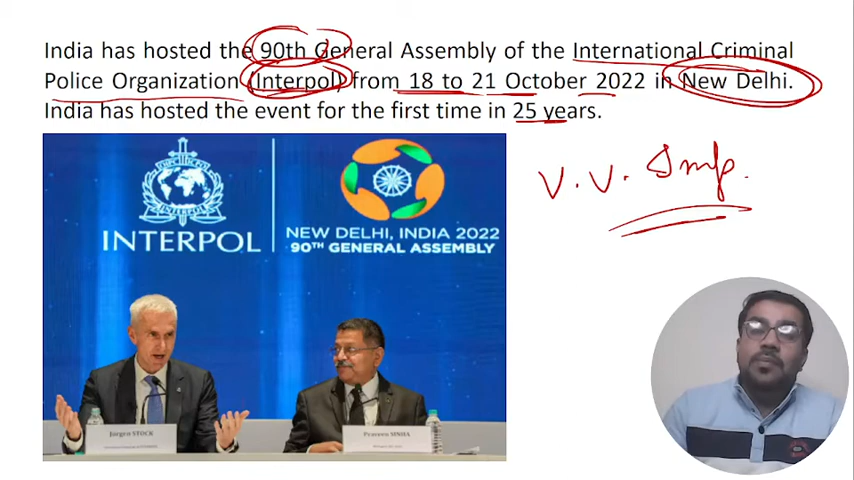 India has hosted the 90th General Assembly of the International Criminal
Police Organization (Interpol) from 18 to 21 October 2022 in New Delhi.
India has hosted the event for the first time in 25 years.
V. V. Imp.
INTERPOL
NEW DELHI, INDIA 2022
90TH GENERAL ASSEMBLY
Jürgen STOCK
Praveen SINHA